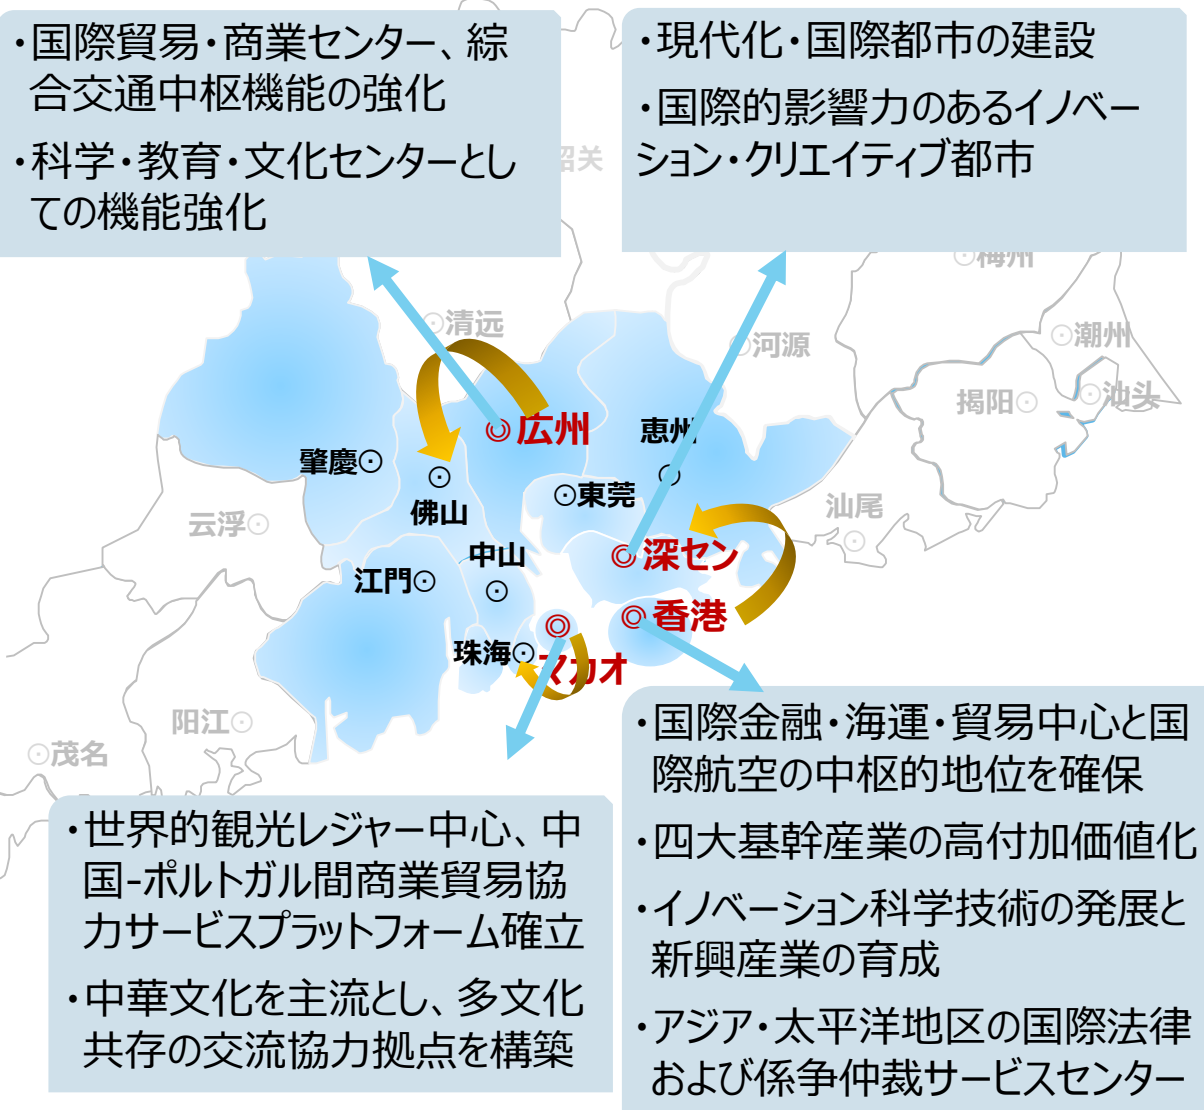 ・国際貿易・商業センター、綜
合交通中枢機能の強化
・科学・教育・文化センターとし
ての機能強化
・現代化・国際都市の建設
・国際的影響力のあるイノベー
ション・クリエイティブ都市
韶关
梅州
清远
河源
潮州
揭阳
汕头
広州
恵州
肇慶
佛山
東莞
云浮
汕尾
中山
深セン
江門
香港
珠海
マカオ
阳江
茂名
・国際金融・海運・貿易中心と国
際航空の中枢的地位を確保
・四大基幹産業の高付加価値化
・イノベーション科学技術の発展と
新興産業の育成
・アジア・太平洋地区の国際法律
および係争仲裁サービスセンター
・世界的観光レジャー中心、中
国-ポルトガル間商業貿易協
力サービスプラットフォーム確立
・中華文化を主流とし、多文化
共存の交流協力拠点を構築